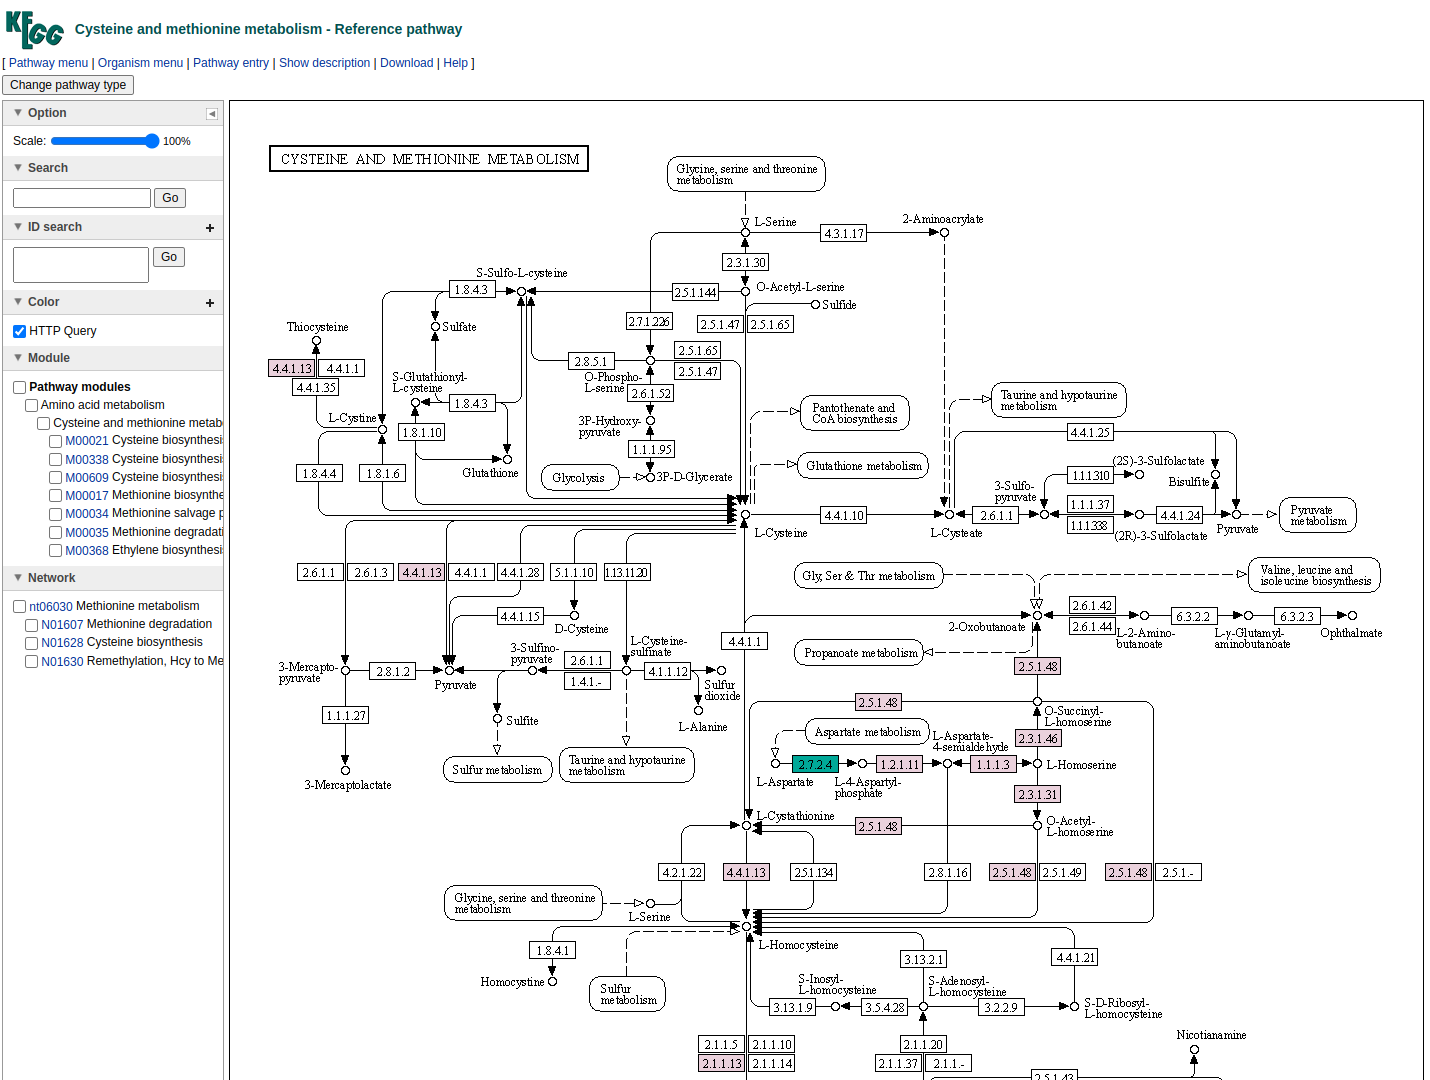 KEGG
Cysteine and methionine metabolism - Reference pathway
[ Pathway menu | Organism menu | Pathway entry | Show description | Download | Help ]
Change pathway type
Option
Scale: 100%
Search
Go
ID search +
Go
Color +
HTTP Query
Module
Pathway modules
Amino acid metabolism
Cysteine and methionine metab
M00021 Cysteine biosynthesi
M00338 Cysteine biosynthesi
M00609 Cysteine biosynthesi
M00017 Methionine biosynthe
M00034 Methionine salvage p
M00035 Methionine degradati
M00368 Ethylene biosynthesi
Network
nt06030 Methionine metabolism
N01607 Methionine degradation
N01628 Cysteine biosynthesis
N01630 Remethylation, Hcy to Me
CYSTEINE AND METHIONINE METABOLISM
Glycine, serine and threonine
metabolism
L-Serine
4.3.1.17
2-Aminoacrylate
2.3.1.30
S-Sulfo-L-cysteine
1.8.4.3
2.5.1.144
O-Acetyl-L-serine
Sulfide
Thiocysteine
Sulfate
2.7.1.226
2.5.1.47 2.5.1.65
4.4.1.13 4.4.1.1
4.4.1.35
2.8.5.1
2.5.1.65
2.5.1.47
S-Glutathionyl-
L-cysteine
O-Phospho-
L-serine
2.6.1.52
1.8.4.3
L-Cystine
1.8.1.10
3P-Hydroxy-
pyruvate
Pantothenate and
CoA biosynthesis
Taurine and hypotaurine
metabolism
4.4.1.25
1.1.1.95
Glutathione
1.8.4.4
1.8.1.6
Glycolysis
3P-D-Glycerate
Glutathione metabolism
(2S)-3-Sulfolactate
1.1.1.310
Bisulfite
3-Sulfo-
pyruvate
1.1.1.37
L-Cysteine
4.4.1.10
L-Cysteate
2.6.1.1
1.1.1.338
(2R)-3-Sulfolactate
4.4.1.24
Pyruvate
Pyruvate
metabolism
2.6.1.1 2.6.1.3 4.4.1.13 4.4.1.1 4.4.1.28 5.1.1.10 1.13.11.20
Gly, Ser & Thr metabolism
Valine, leucine and
isoleucine biosynthesis
4.4.1.15
D-Cysteine
4.4.1.1
2-Oxobutanoate
2.6.1.42
2.6.1.44
L-2-Amino-
butanoate
6.3.2.2
L-γ-Glutamyl-
aminobutanoate
6.3.2.3
Ophthalmate
3-Mercapto-
pyruvate
2.8.1.2
Pyruvate
3-Sulfino-
pyruvate
2.6.1.1
1.4.1.-
L-Cysteine-
sulfinate
4.1.1.12
Sulfur
dioxide
Propanoate metabolism
2.5.1.48
1.1.1.27
Sulfite
L-Alanine
2.5.1.48
O-Succinyl-
L-homoserine
3-Mercaptolactate
Sulfur metabolism
Taurine and hypotaurine
metabolism
Aspartate metabolism
L-Aspartate-
4-semialdehyde
2.3.1.46
L-Aspartate
2.7.2.4
L-4-Aspartyl-
phosphate
1.2.1.11
1.1.1.3
L-Homoserine
2.3.1.31
L-Cystathionine
2.5.1.48
O-Acetyl-
L-homoserine
4.2.1.22 4.4.1.13 2.5.1.134 2.8.1.16 2.5.1.48 2.5.1.49 2.5.1.48 2.5.1.-
Glycine, serine and threonine
metabolism
L-Serine
1.8.4.1
Homocystine
Sulfur
metabolism
L-Homocysteine
3.13.2.1
4.4.1.21
S-Inosyl-
L-homocysteine
S-Adenosyl-
L-homocysteine
3.13.1.9
3.5.4.28
3.2.2.9
S-D-Ribosyl-
L-homocysteine
Nicotianamine
2.1.1.5 2.1.1.10
2.1.1.13 2.1.1.14
2.1.1.20
2.1.1.37 2.1.1.-
2.5.1.43